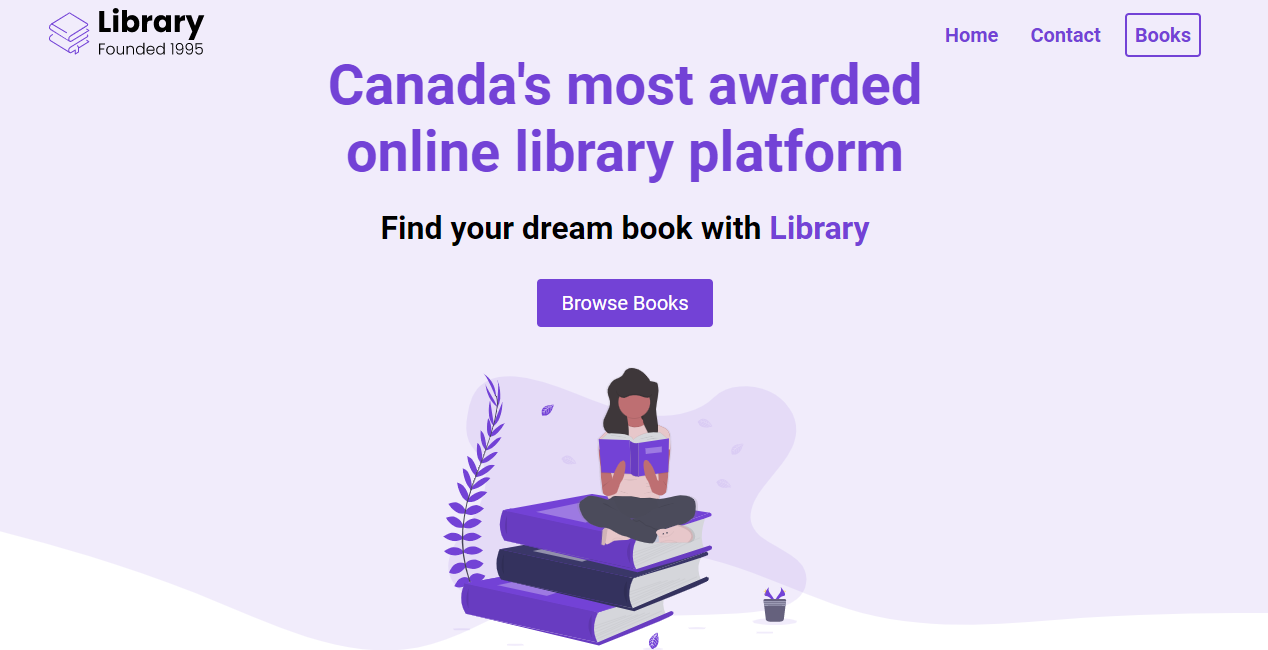 Library
Founded 1995
Home
Contact
Books
Canada's most awarded
online library platform
Find your dream book with Library
Browse Books